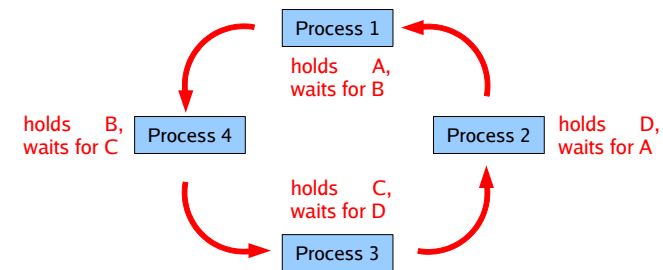 Process 1
holds A,
waits for B
holds B,
waits for C
Process 4
Process 2
holds D,
waits for A
holds C,
waits for D
Process 3